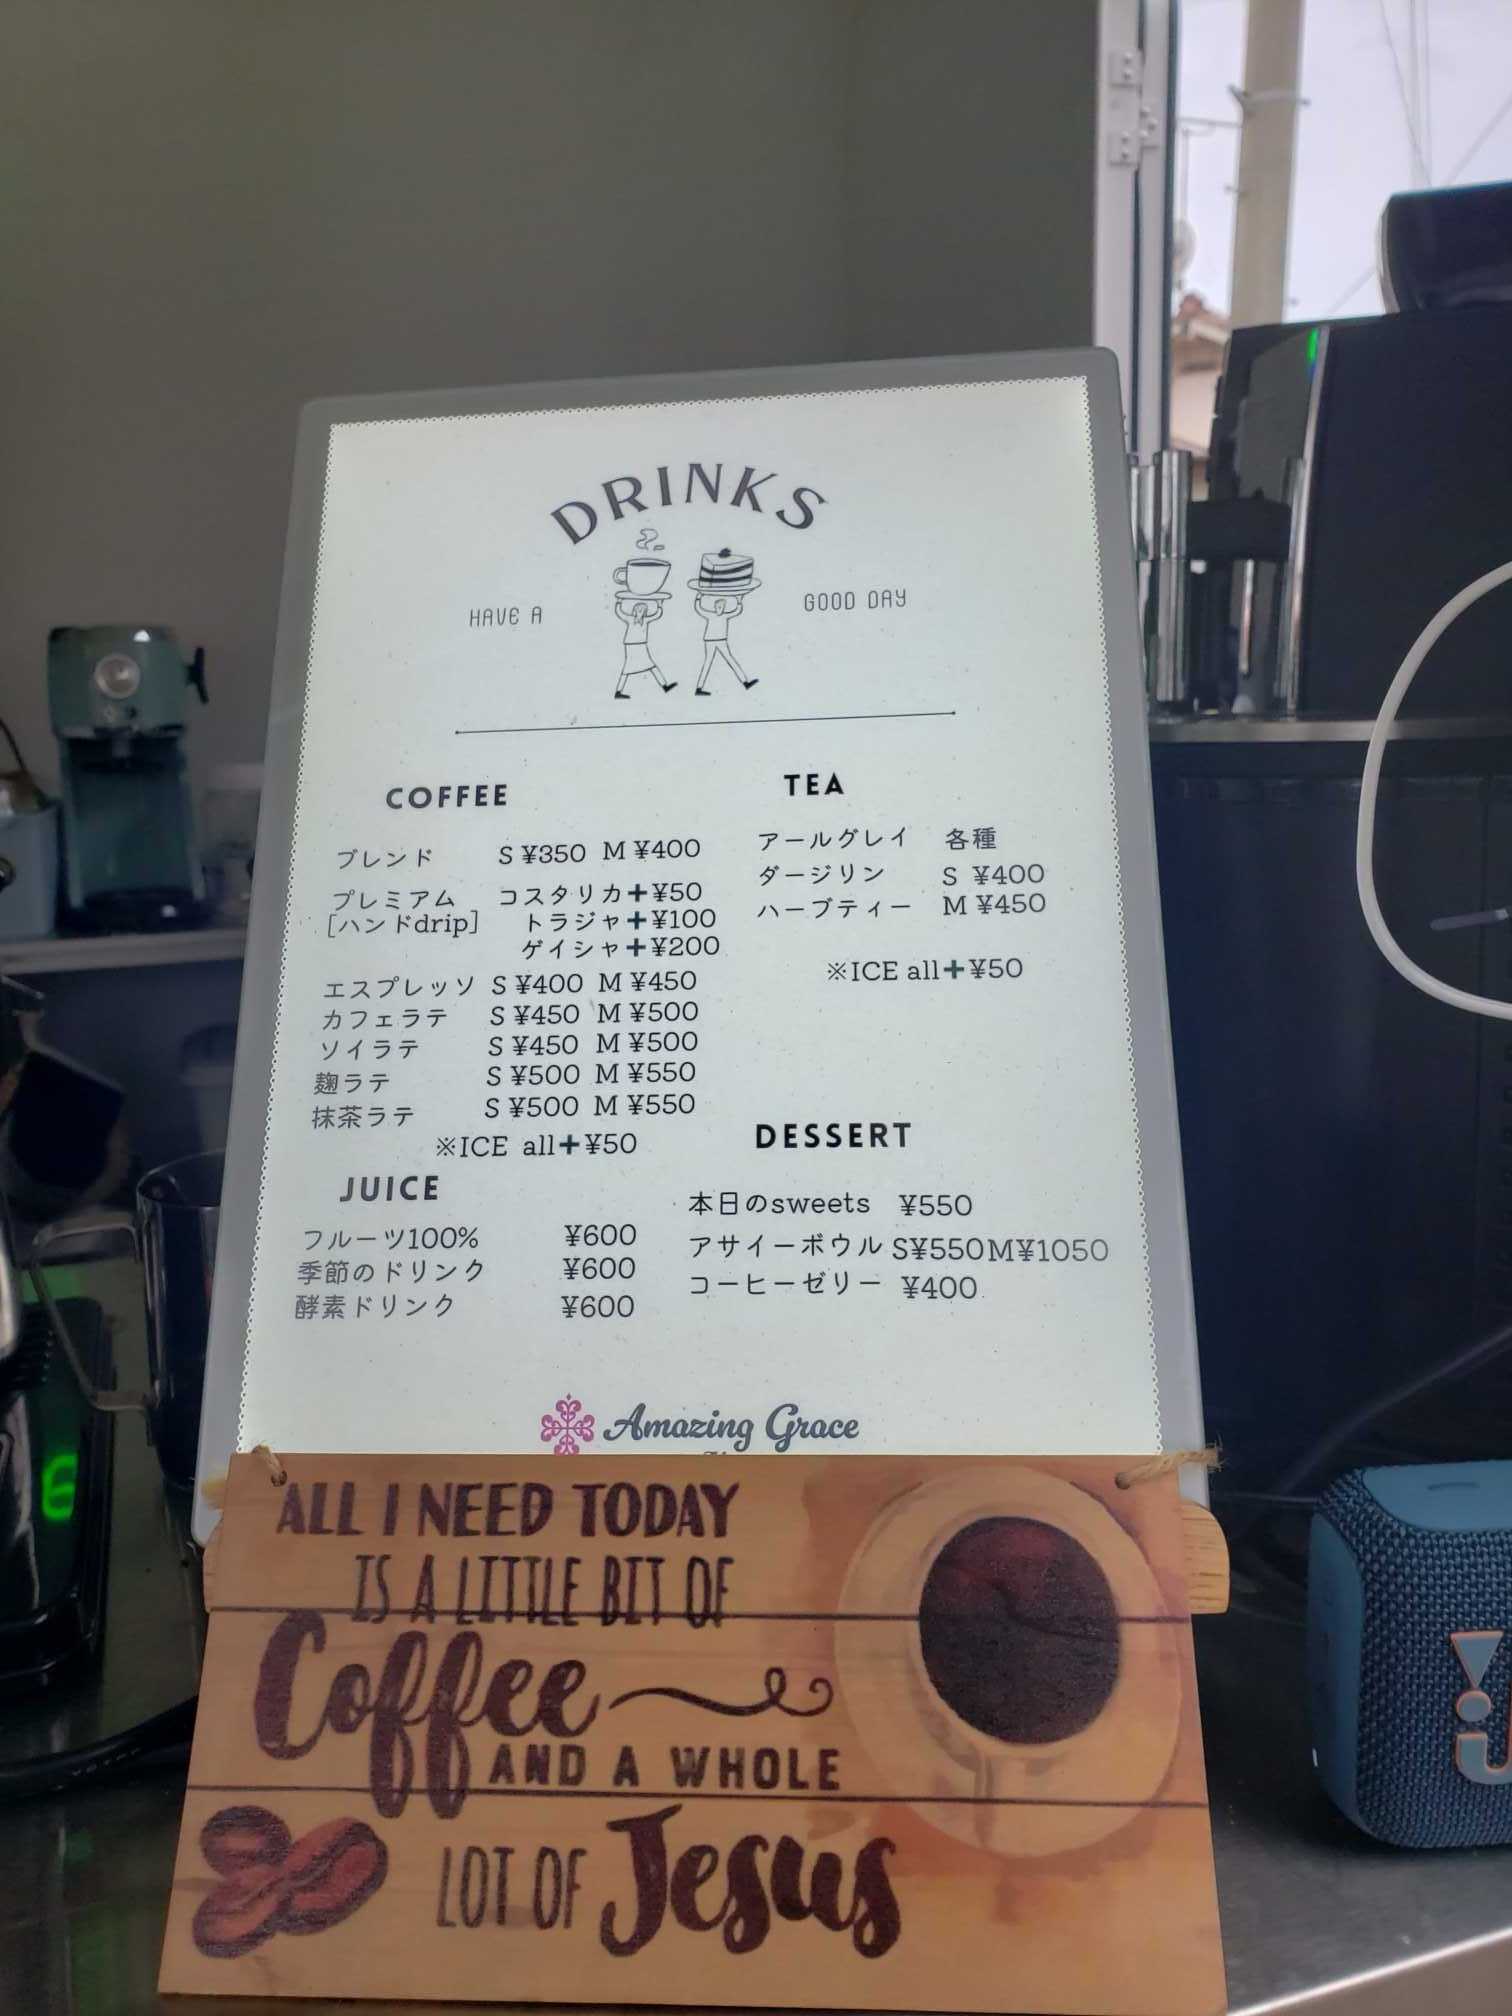 DRINKS
HAVE A GOOD DAY
COFFEE
ブレンド S ¥350 M ¥400
プレミアム コスタリカ+¥50
[ハンドdrip] トラジャ+¥100
ゲイシャ+¥200
エスプレッソ S ¥400 M ¥450
カフェラテ S ¥450 M ¥500
ソイラテ S ¥450 M ¥500
麹ラテ S ¥500 M ¥550
抹茶ラテ S ¥500 M ¥550
※ICE all+¥50
TEA
アールグレイ 各種
ダージリン S ¥400
ハーブティー M ¥450
※ICE all+¥50
JUICE
フルーツ100% ¥600
季節のドリンク ¥600
酵素ドリンク ¥600
DESSERT
本日のsweets ¥550
アサイーボウル S¥550M¥1050
コーヒーゼリー ¥400
Amazing Grace
ALL I NEED TODAY
IS A LITTLE BIT OF
Coffee
AND A WHOLE
LOT OF Jesus
6